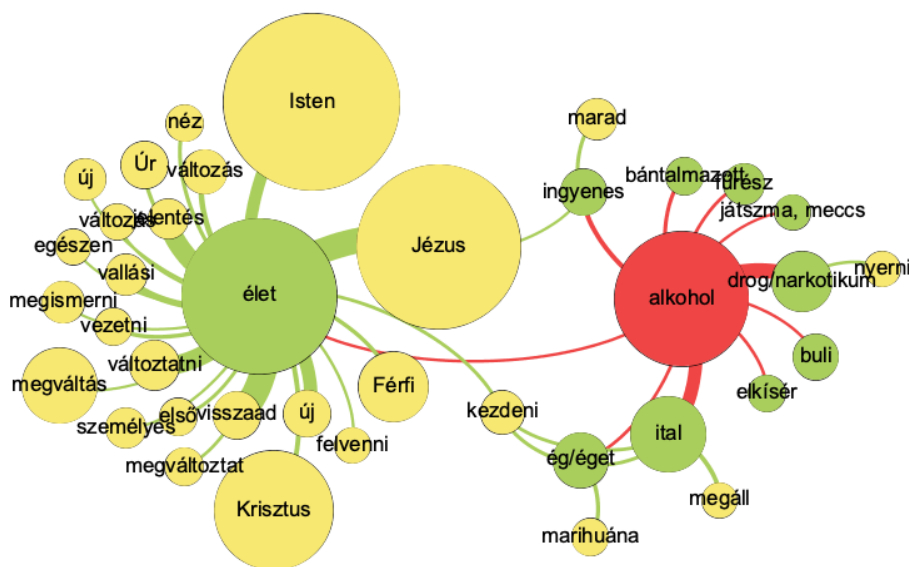 Isten
néz
marad
Úr
változás
új
ingyenes
bántalmazott
fűrész
változás
jelentés
játszma, meccs
egészen
Jézus
vallási
drog/narkotikum
nyerni
megismerni
élet
alkohol
vezetni
változtatni
buli
megváltás
Férfi
elkísér
személyes
első
visszaad
új
kezdeni
felvenni
ital
megváltoztat
ég/éget
Krisztus
megáll
marihuána